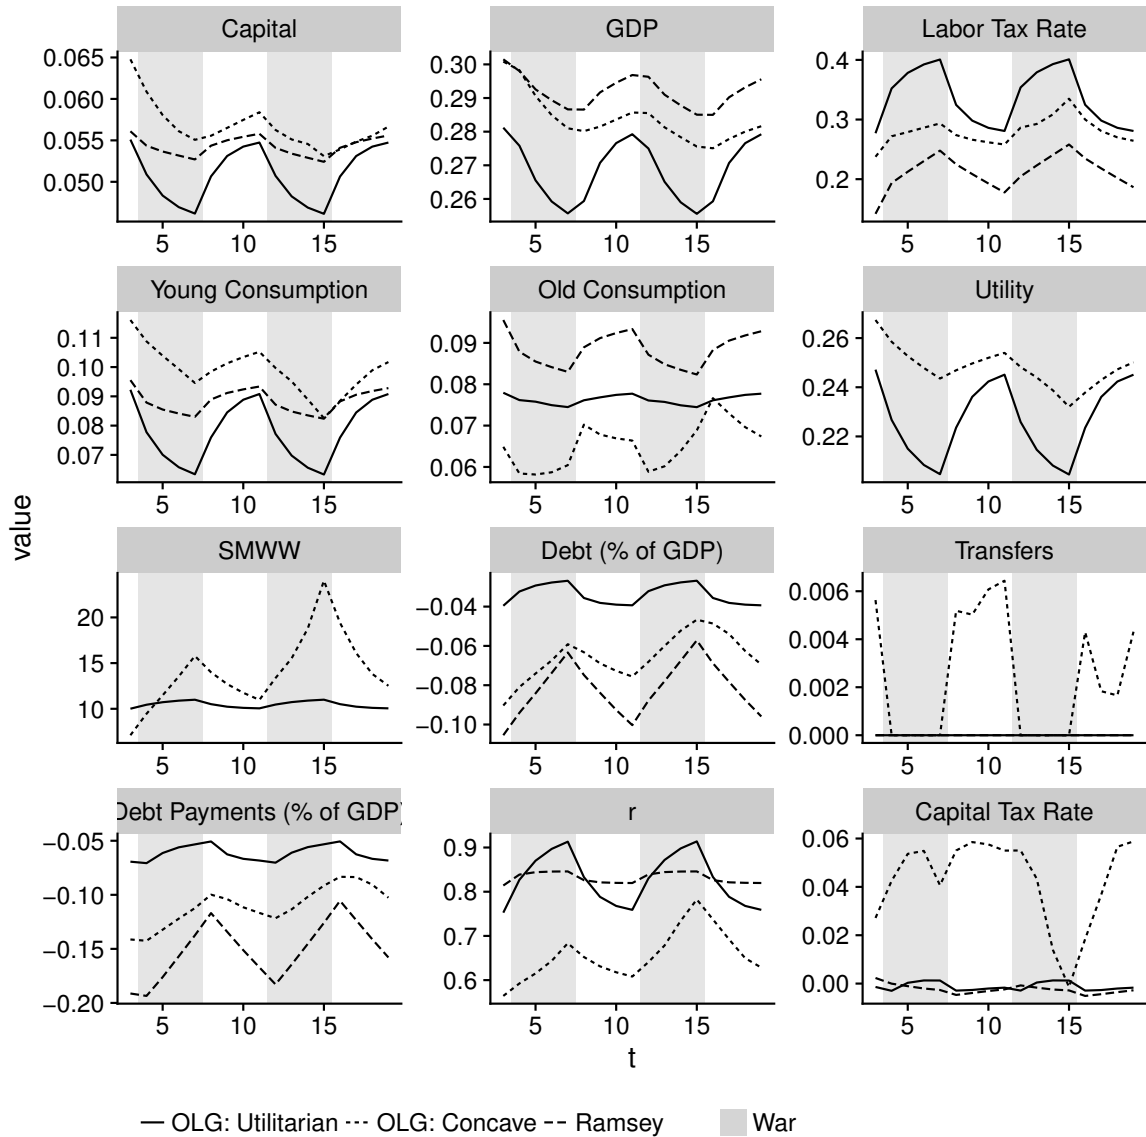 Capital GDP Labor Tax Rate
0.065 0.30 0.4
0.060 0.29 0.3
0.055 0.28 0.2
0.050 0.27
0.26
5 10 15 5 10 15 5 10 15
Young Consumption Old Consumption Utility
0.11 0.09 0.26
0.10 0.08 0.24
0.09 0.07 0.22
0.08 0.06
0.07
5 10 15 5 10 15 5 10 15
value
SMWW Debt (% of GDP) Transfers
20 −0.04 0.006
15 −0.06 0.004
10 −0.08 0.002
−0.10 0.000
5 10 15 5 10 15 5 10 15
Debt Payments (% of GDP) r Capital Tax Rate
−0.05 0.9 0.06
−0.10 0.8 0.04
−0.15 0.7 0.02
−0.20 0.6 0.00
5 10 15 5 10 15 5 10 15
t
OLG: Utilitarian OLG: Concave Ramsey War